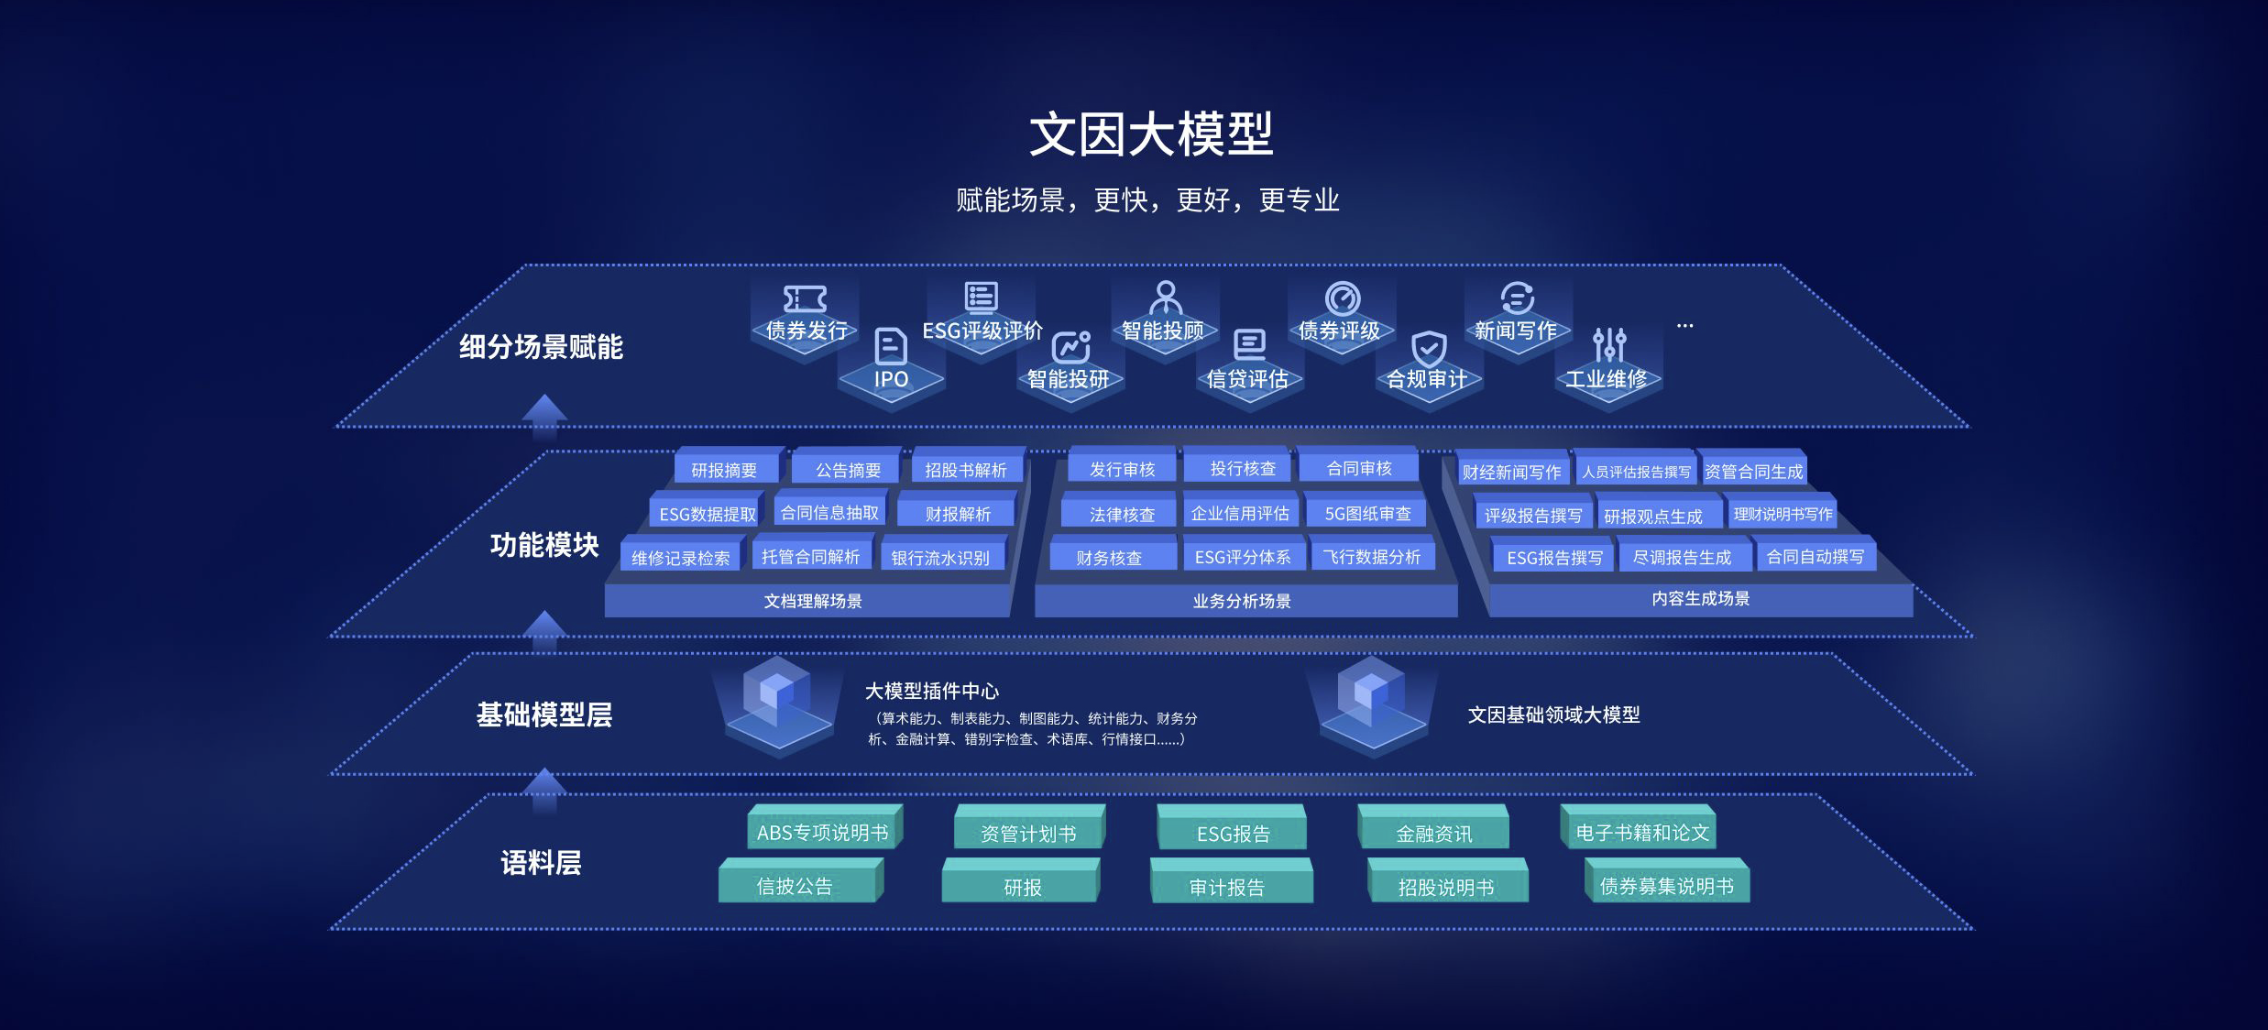 文因大模型
赋能场景，更快，更好，更专业
细分场景赋能
债券发行
ESG评级评价
智能投顾
债券评级
新闻写作
...
IPO
智能投研
信贷评估
合规审计
工业维修
功能模块
研报摘要
公告摘要
招股书解析
ESG数据提取
合同信息抽取
财报解析
维修记录检索
托管合同解析
银行流水识别
文档理解场景
发行审核
投行核查
合同审核
法律核查
企业信用评估
5G图纸审查
财务核查
ESG评分体系
飞行数据分析
业务分析场景
财经新闻写作
人员评估报告撰写
资管合同生成
评级报告撰写
研报观点生成
理财说明书写作
ESG报告撰写
尽调报告生成
合同自动撰写
内容生成场景
基础模型层
大模型插件中心
（算术能力、制表能力、制图能力、统计能力、财务分
析、金融计算、错别字检查、术语库、行情接口......）
文因基础领域大模型
语料层
ABS专项说明书
资管计划书
ESG报告
金融资讯
电子书籍和论文
信披公告
研报
审计报告
招股说明书
债券募集说明书